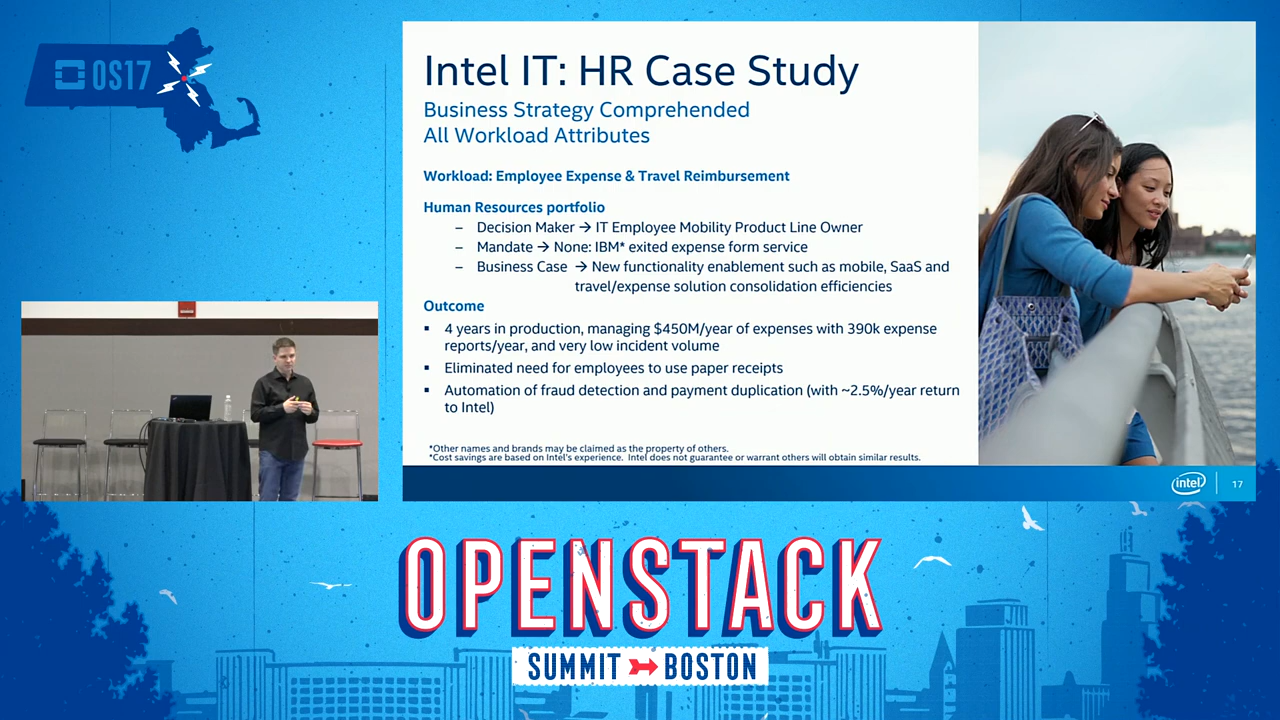 OS17
Intel IT: HR Case Study
Business Strategy Comprehended
All Workload Attributes
Workload: Employee Expense & Travel Reimbursement
Human Resources portfolio
– Decision Maker → IT Employee Mobility Product Line Owner
– Mandate → None: IBM* exited expense form service
– Business Case → New functionality enablement such as mobile, SaaS and
travel/expense solution consolidation efficiencies
Outcome
▪ 4 years in production, managing $450M/year of expenses with 390k expense
reports/year, and very low incident volume
▪ Eliminated need for employees to use paper receipts
▪ Automation of fraud detection and payment duplication (with ~2.5%/year return
to Intel)
*Other names and brands may be claimed as the property of others.
*Cost savings are based on Intel's experience. Intel does not guarantee or warrant others will obtain similar results.
intel
17
OPENSTACK
SUMMIT BOSTON